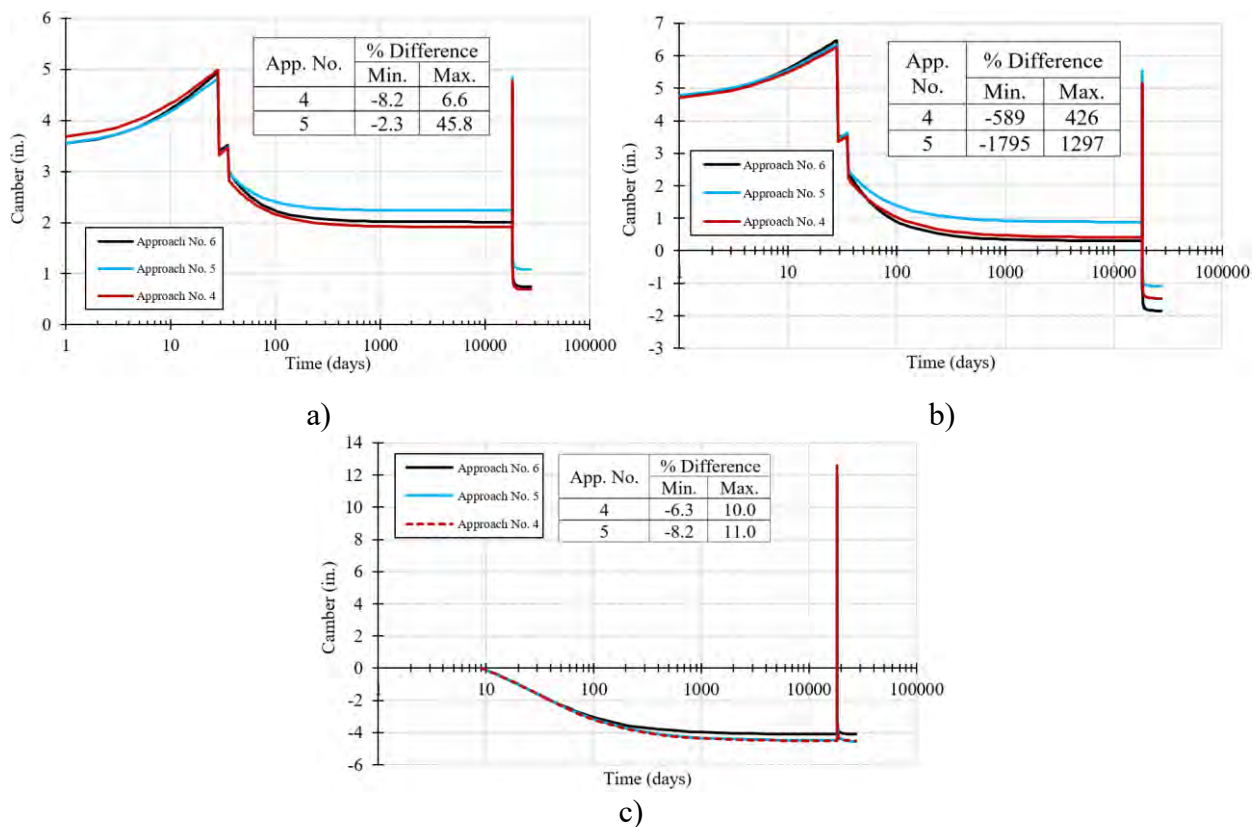 6
5
4
3
2
1
0
Camber (in.)
App. No. % Difference
Min. Max.
4 -8.2 6.6
5 -2.3 45.8
Approach No. 6
Approach No. 5
Approach No. 4
1 10 100 1000 10000 100000
Time (days)
a)
7
6
5
4
3
2
1
0
-1
-2
-3
Camber (in.)
App. No. % Difference
Min. Max.
4 -589 426
5 -1795 1297
Approach No. 6
Approach No. 5
Approach No. 4
1 10 100 1000 10000 100000
Time (days)
b)
14
12
10
8
6
4
2
0
-2
-4
-6
Camber (in.)
Approach No. 6
Approach No. 5
Approach No. 4
App. No. % Difference
Min. Max.
4 -6.3 10.0
5 -8.2 11.0
1 10 100 1000 10000 100000
Time (days)
c)